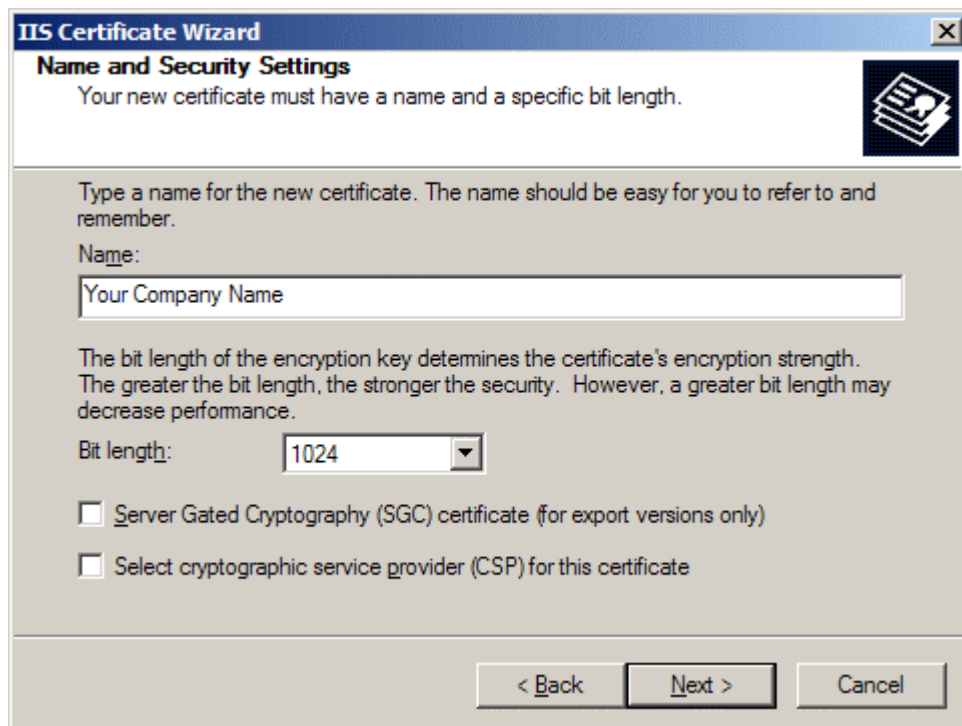 IIS Certificate Wizard
Name and Security Settings
Your new certificate must have a name and a specific bit length.
Type a name for the new certificate. The name should be easy for you to refer to and
remember.
Name:
Your Company Name
The bit length of the encryption key determines the certificate's encryption strength.
The greater the bit length, the stronger the security.  However, a greater bit length may
decrease performance.
Bit length:
1024
Server Gated Cryptography (SGC) certificate (for export versions only)
Select cryptographic service provider (CSP) for this certificate
< Back
Next >
Cancel